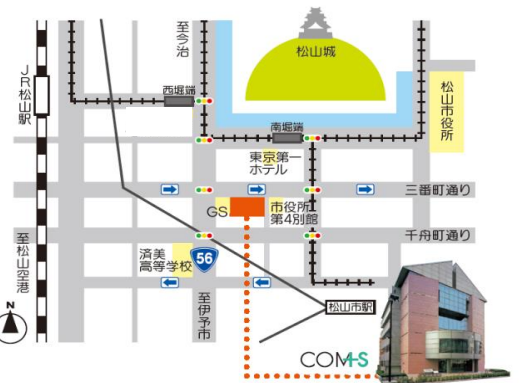 至今治
松山城
JR松山駅
西堀端
松山市役所
南堀端
東京第一
ホテル
三番町通り
GS
市役所
第4別館
千舟町通り
済美
高等学校
56
至松山空港
至伊予市
松山市駅
N
COMS